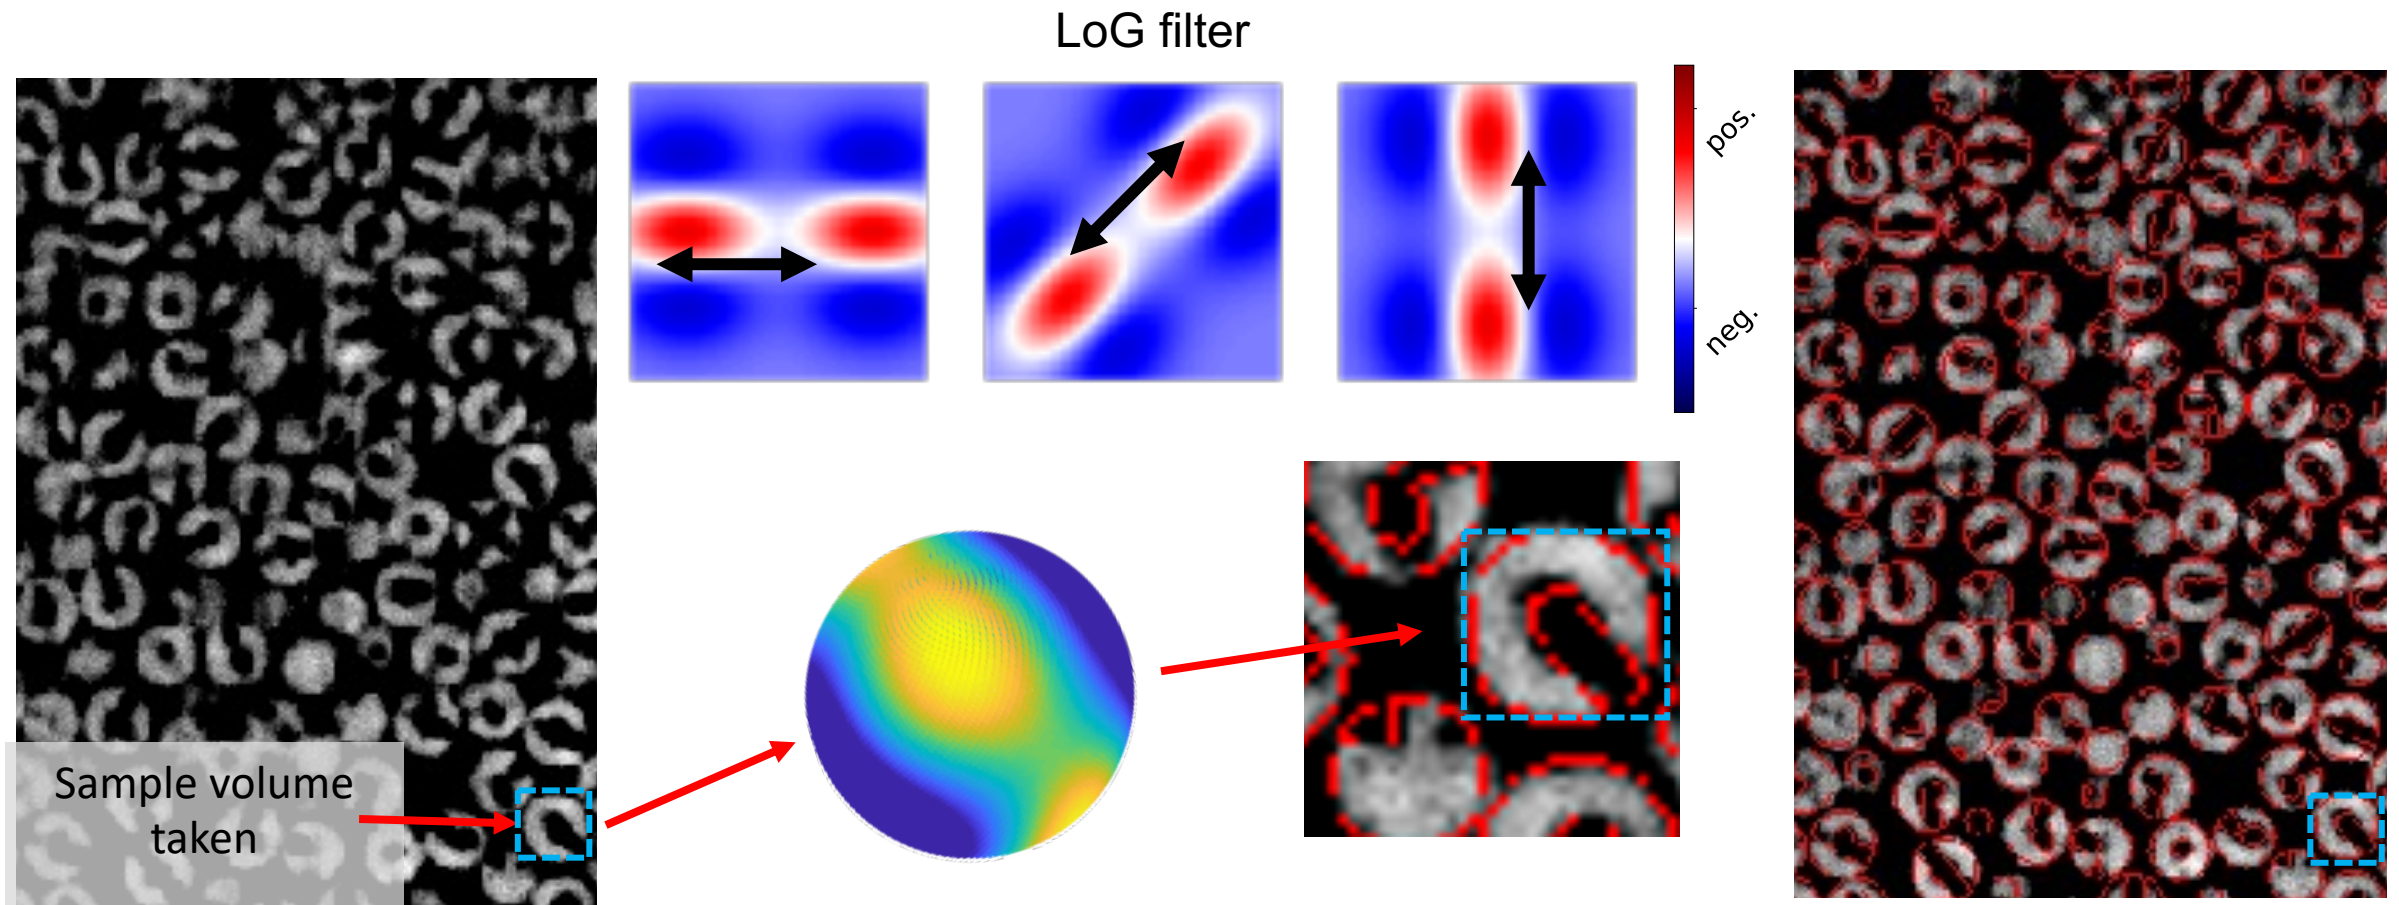 LoG filter
pos.
neg.
Sample volume
taken